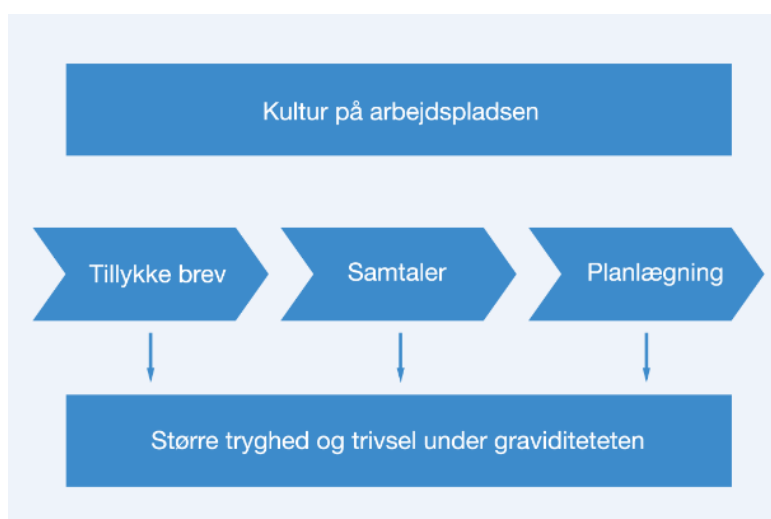 Kultur på arbejdspladsen
Tillykke brev
Samtaler
Planlægning
Større tryghed og trivsel under graviditeteten